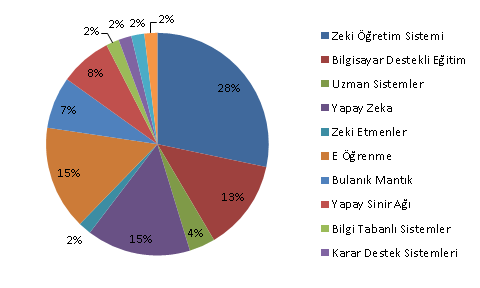 2%
2%
2%
2%
28%
8%
7%
13%
15%
4%
15%
2%
Zeki Öğretim Sistemi
Bilgisayar Destekli Eğitim
Uzman Sistemler
Yapay Zeka
Zeki Etmenler
E Öğrenme
Bulanık Mantık
Yapay Sinir Ağı
Bilgi Tabanlı Sistemler
Karar Destek Sistemleri